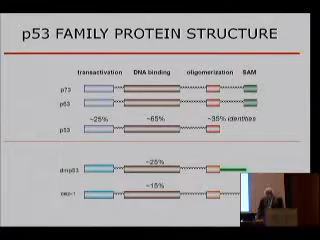 p53 FAMILY PROTEIN STRUCTURE
transactivation DNA binding oligomerization SAM
p73
p63
~25% ~65% ~35% identities
p53
~25%
dmp53
~15%
cep-1